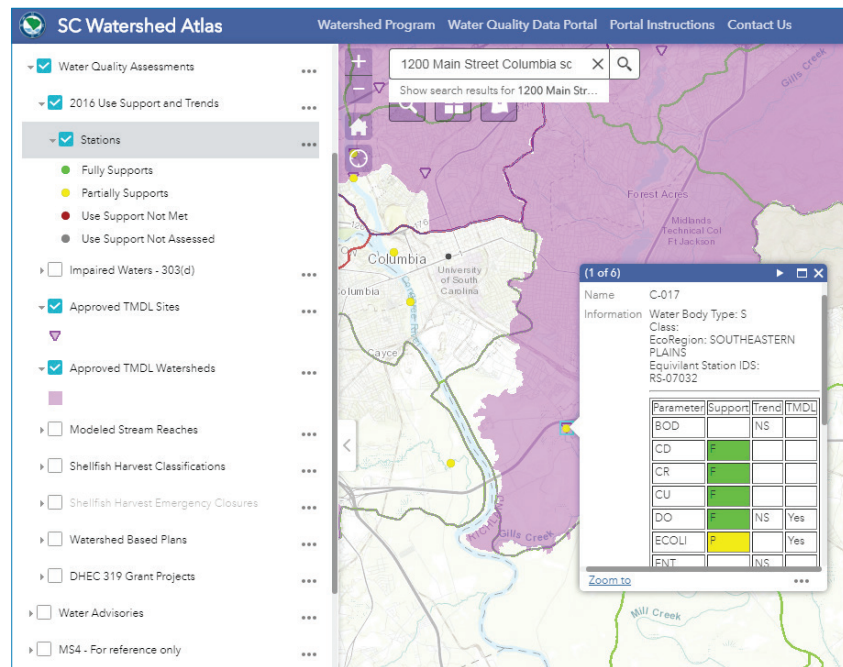 SC Watershed Atlas
Watershed Program Water Quality Data Portal Portal Instructions Contact Us
Water Quality Assessments
2016 Use Support and Trends
Stations
Fully Supports
Partially Supports
Use Support Not Met
Use Support Not Assessed
Impaired Waters - 303(d)
Approved TMDL Sites
Approved TMDL Watersheds
Modeled Stream Reaches
Shellfish Harvest Classifications
Shellfish Harvest Emergency Closures
Watershed Based Plans
DHEC 319 Grant Projects
Water Advisories
MS4 - For reference only
1200 Main Street Columbia sc
Show search results for 1200 Main Str...
Gills Creek
Forest Acres
Midlands
Technical Col
Ft Jackson
Columbia
University
of South
Carolina
olumbia
Cayce
RICHLAND
Gills Creek
Mill Creek
(1 of 6)
Name C-017
Information Water Body Type: S
Class:
EcoRegion: SOUTHEASTERN
PLAINS
Equivilant Station IDS:
RS-07032
Parameter Support Trend TMDL
BOD NS
CD F
CR F
CU F
DO F NS Yes
ECOLI P Yes
ENT NS
Zoom to